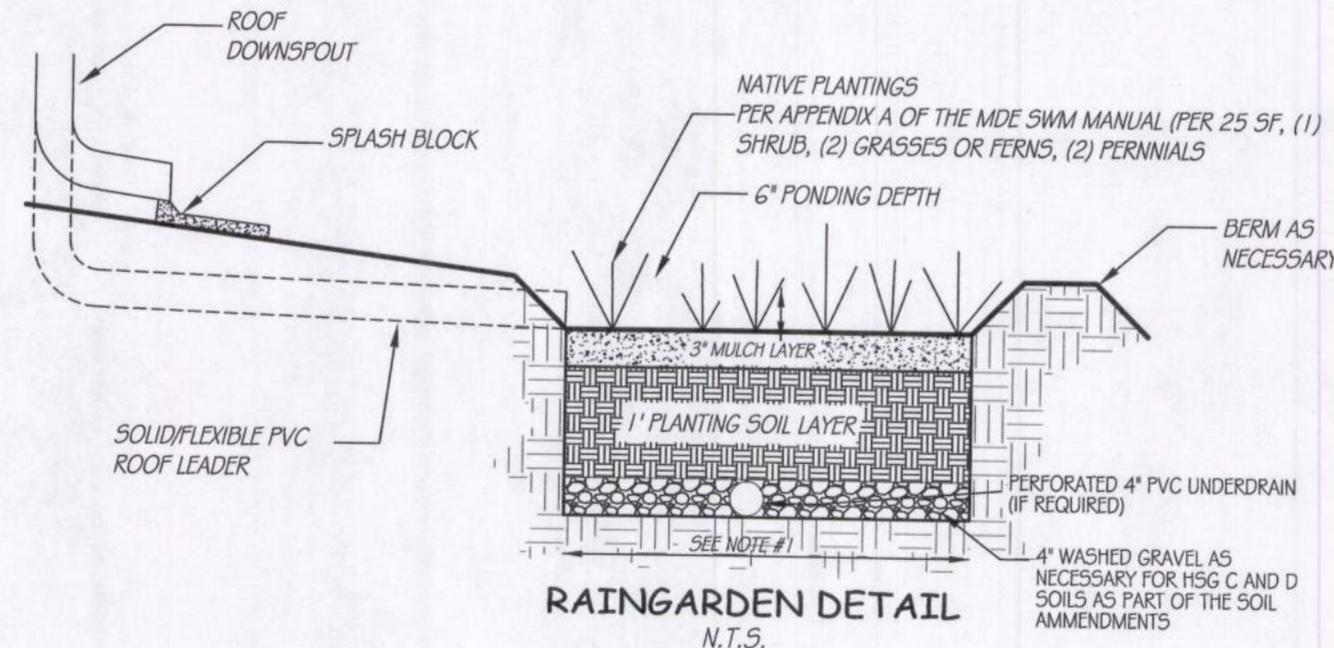 ROOF
DOWNSPOUT
SPLASH BLOCK
NATIVE PLANTINGS
PER APPENDIX A OF THE MDE SWM MANUAL (PER 25 SF, (1)
SHRUB, (2) GRASSES OR FERNS, (2) PERNNIALS
6" PONDING DEPTH
BERM AS
NECESSARY
3" MULCH LAYER
1' PLANTING SOIL LAYER
SOLID/FLEXIBLE PVC
ROOF LEADER
PERFORATED 4" PVC UNDERDRAIN
(IF REQUIRED)
SEE NOTE #1
4" WASHED GRAVEL AS
NECESSARY FOR HSG C AND D
SOILS AS PART OF THE SOIL
AMMENDMENTS
RAINGARDEN DETAIL
N.T.S.